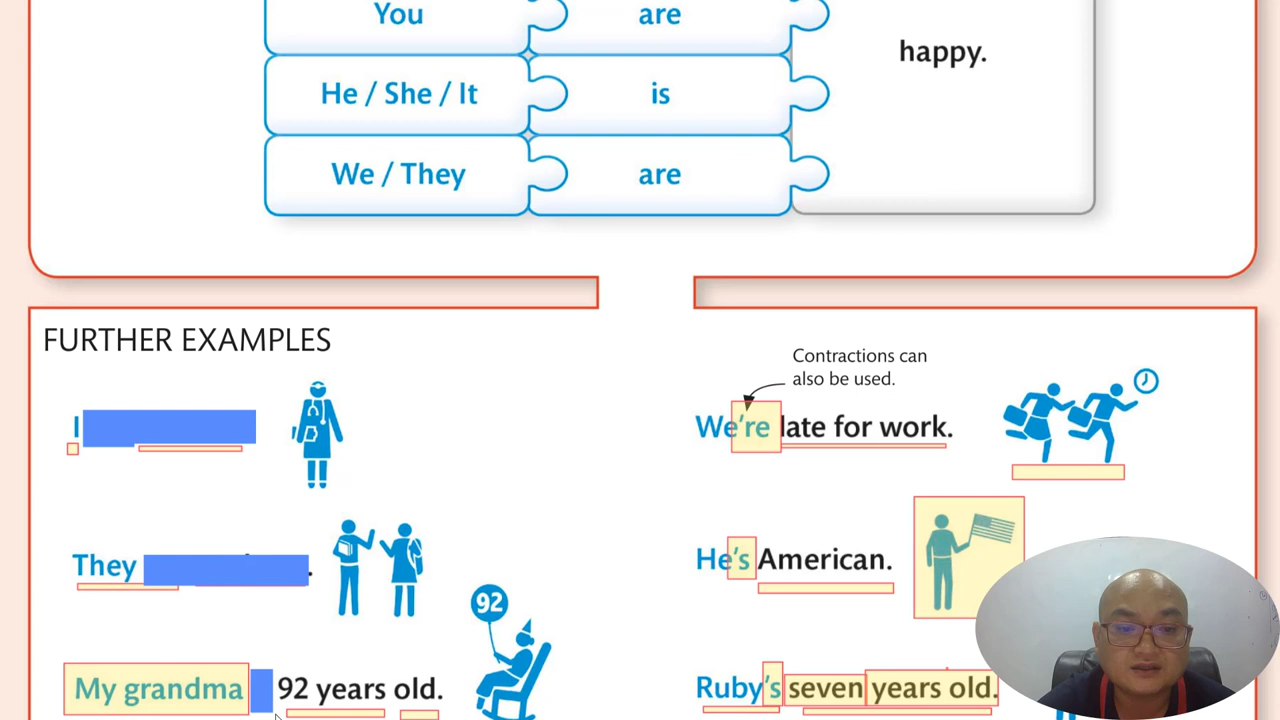 You are
happy.
He / She / It is
We / They are
FURTHER EXAMPLES
Contractions can
also be used.
I
We're late for work.
They .
He's American.
92
My grandma 92 years old.
Ruby's seven years old.